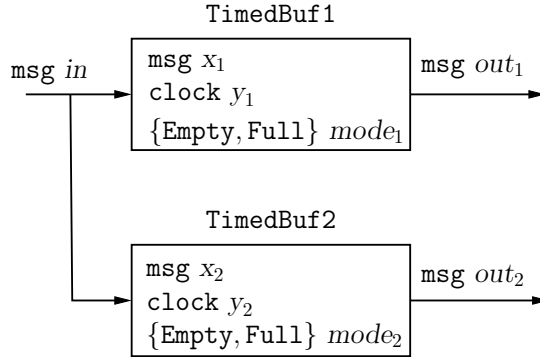 TimedBuf1
msg in
msg x₁
clock y₁
{Empty, Full} mode₁
msg out₁
TimedBuf2
msg x₂
clock y₂
{Empty, Full} mode₂
msg out₂